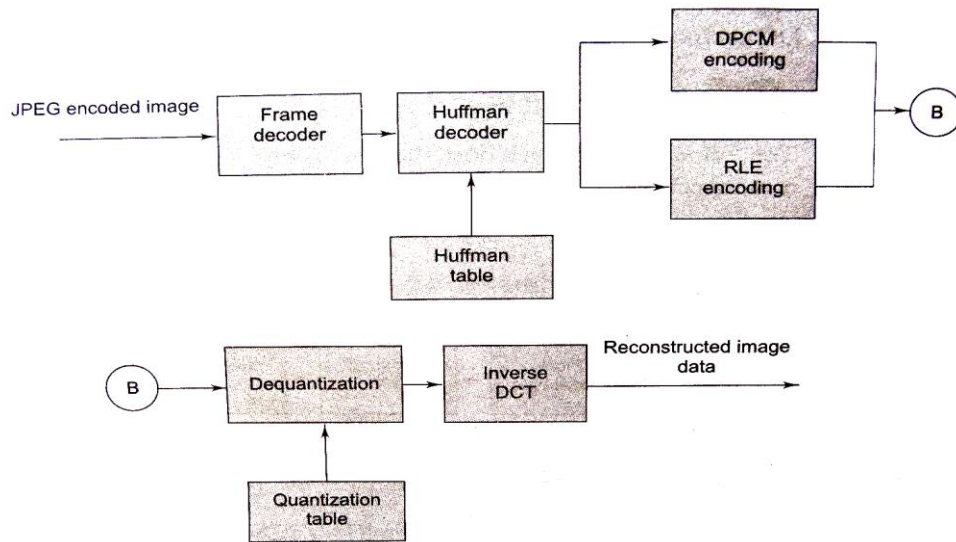 DPCM
encoding
JPEG encoded image
Frame
decoder
Huffman
decoder
B
RLE
encoding
Huffman
table
B
Dequantization
Inverse
DCT
Reconstructed image
data
Quantization
table